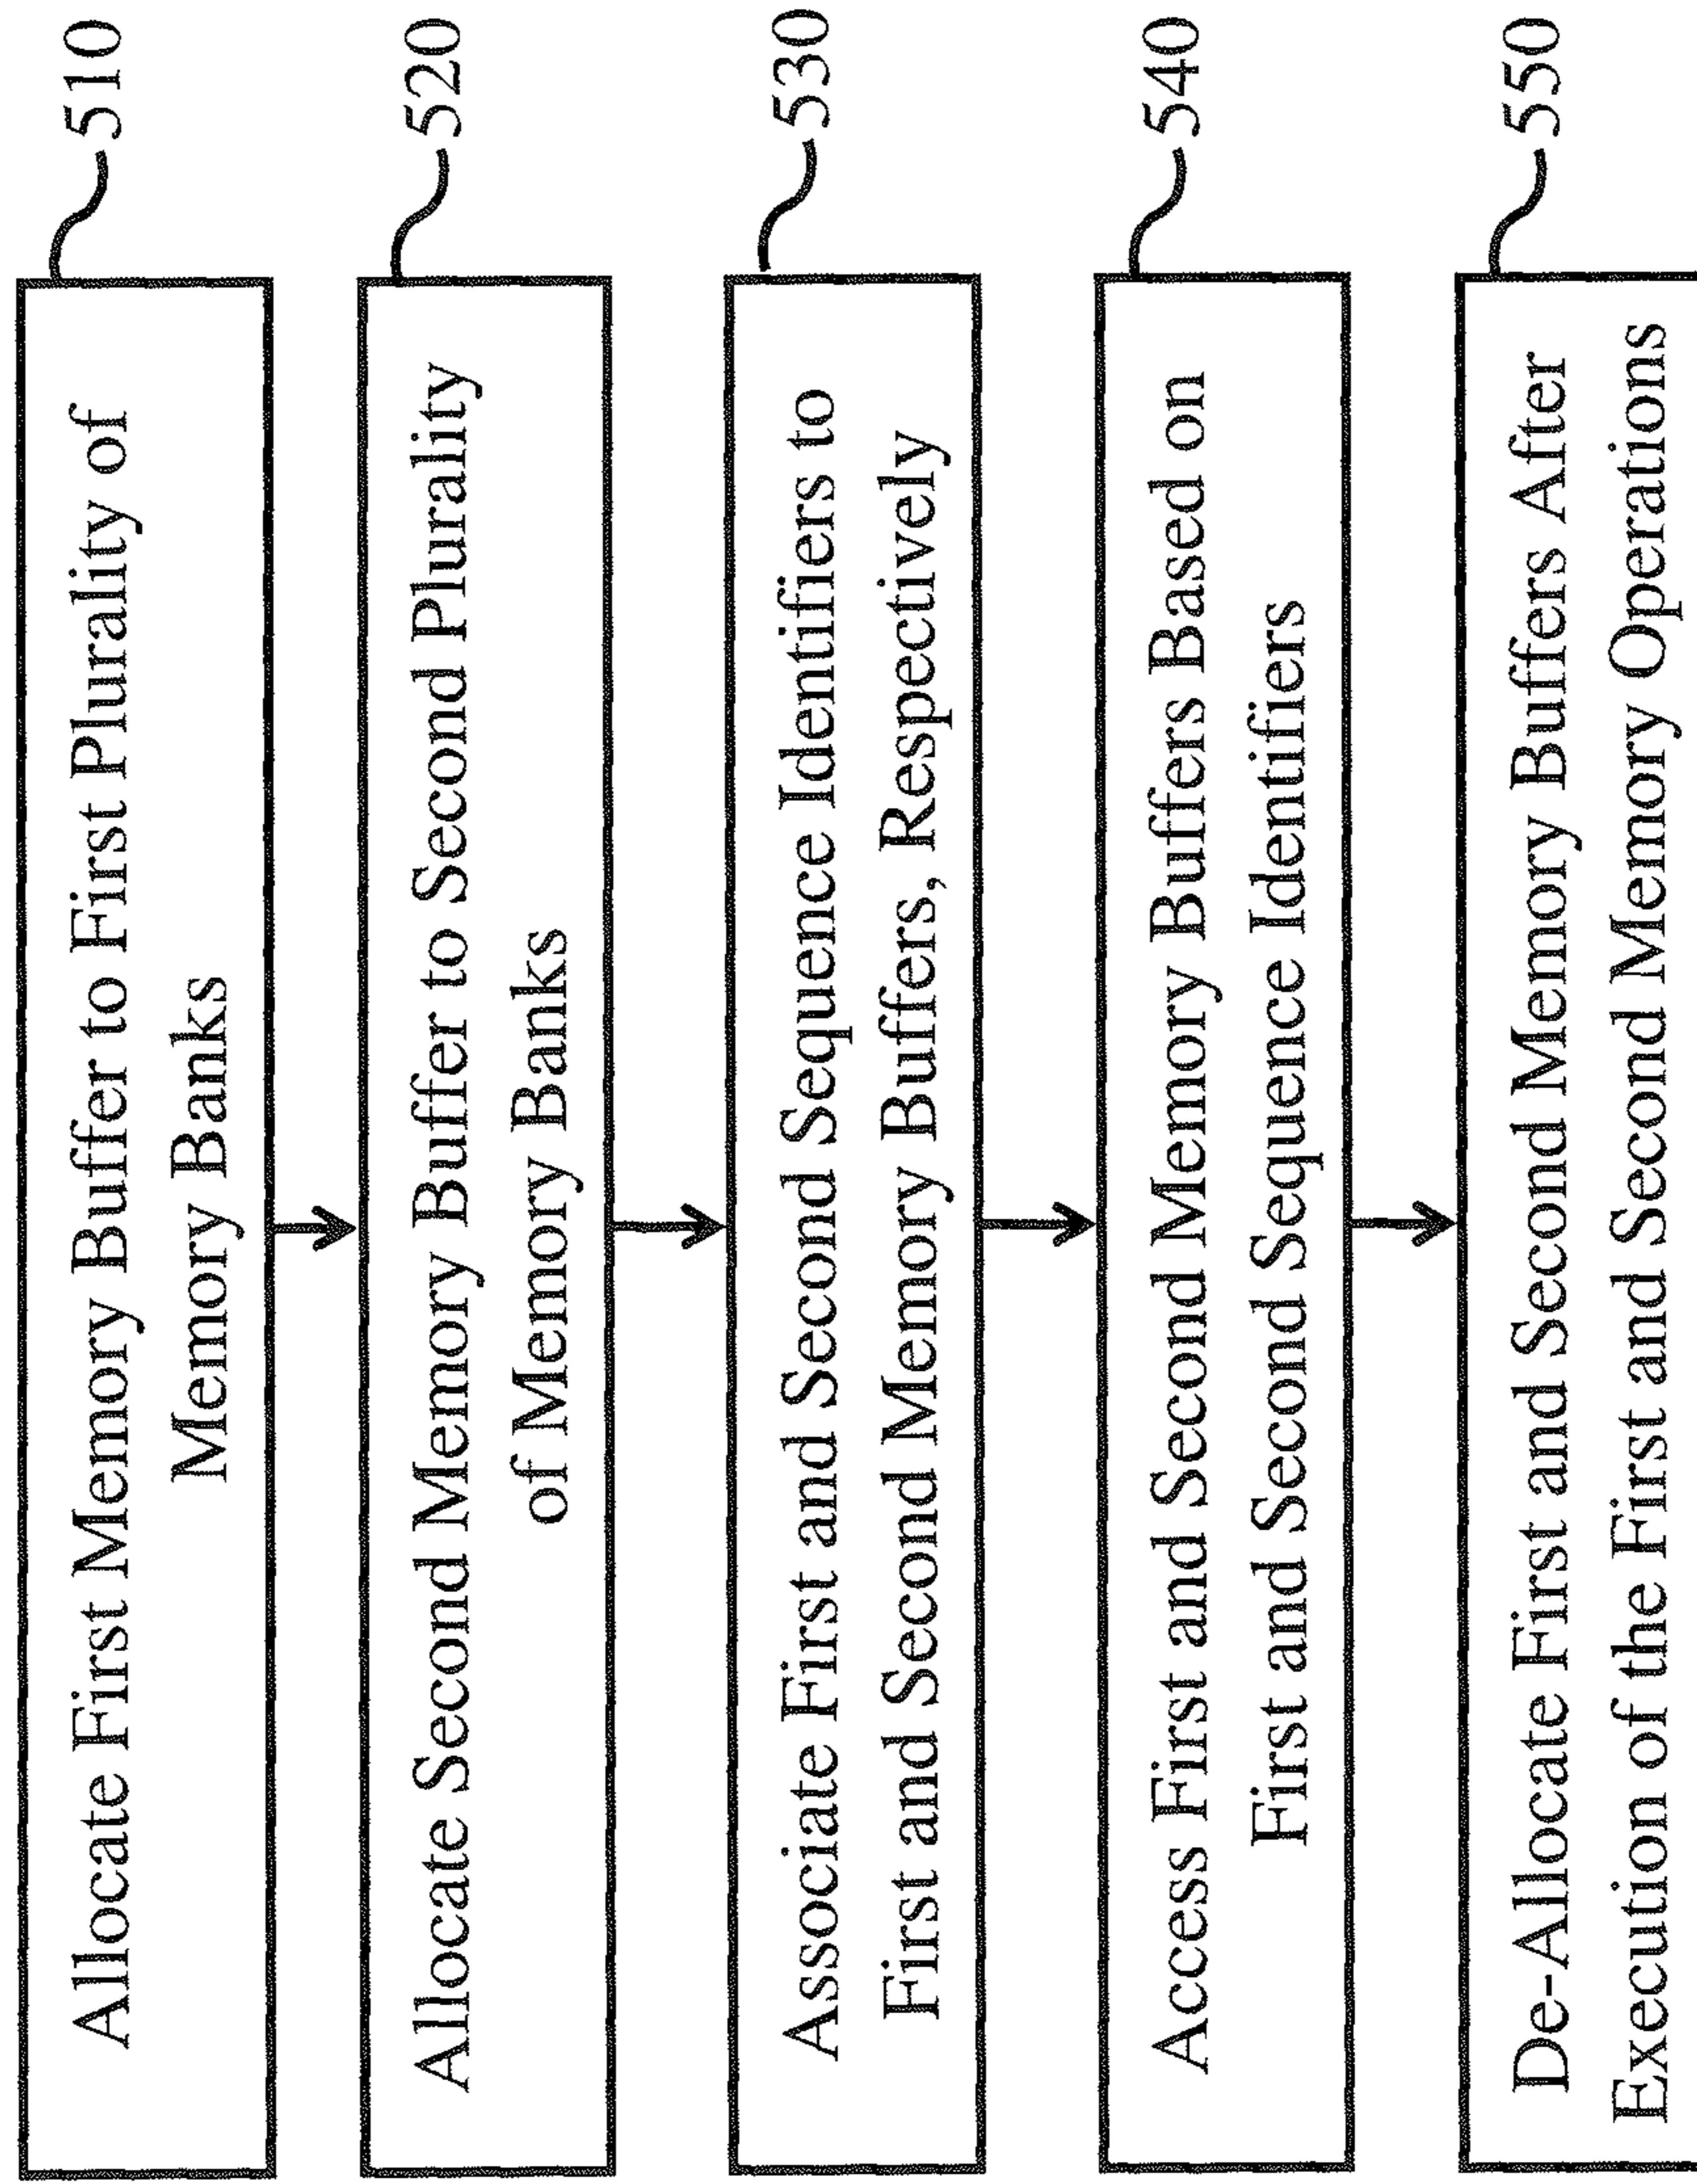 Allocate First Memory Buffer to First Plurality of
Memory Banks
510
Allocate Second Memory Buffer to Second Plurality
of Memory Banks
520
Associate First and Second Sequence Identifiers to
First and Second Memory Buffers, Respectively
530
Access First and Second Memory Buffers Based on
First and Second Sequence Identifiers
540
De-Allocate First and Second Memory Buffers After
Execution of the First and Second Memory Operations
550